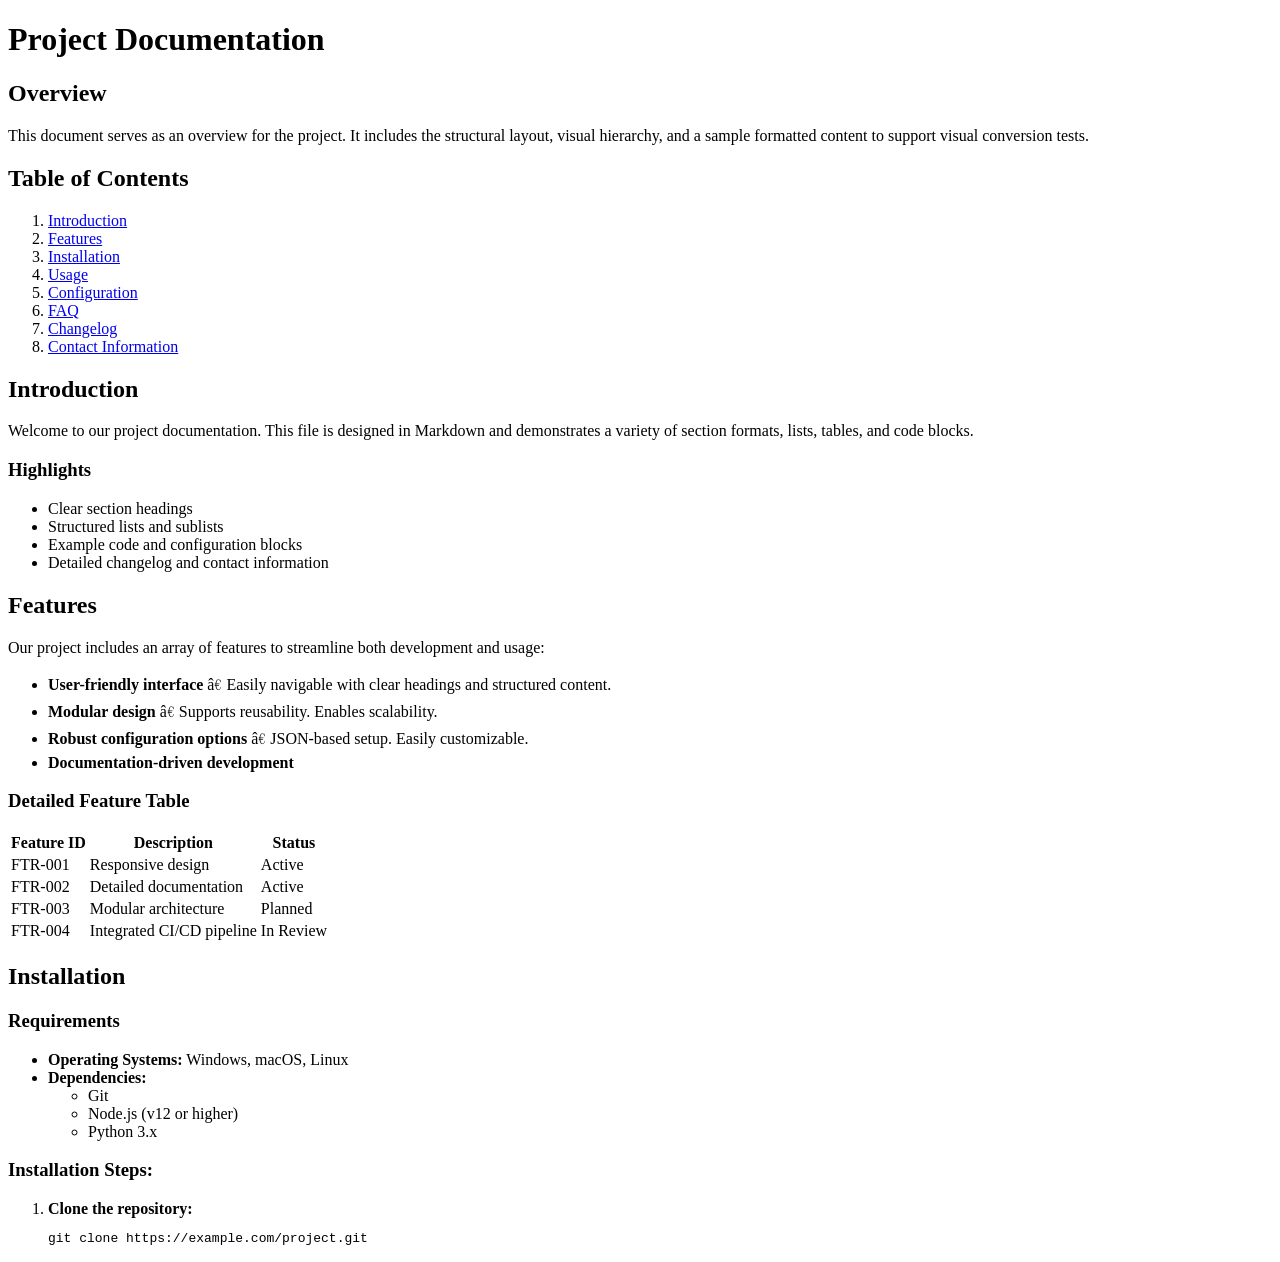 Project Documentation
Overview
This document serves as an overview for the project. It includes the structural layout, visual hierarchy, and a sample formatted content to support visual conversion tests.
Table of Contents
1. Introduction
2. Features
3. Installation
4. Usage
5. Configuration
6. FAQ
7. Changelog
8. Contact Information
Introduction
Welcome to our project documentation. This file is designed in Markdown and demonstrates a variety of section formats, lists, tables, and code blocks.
Highlights
• Clear section headings
• Structured lists and sublists
• Example code and configuration blocks
• Detailed changelog and contact information
Features
Our project includes an array of features to streamline both development and usage:
• User-friendly interface â€ Easily navigable with clear headings and structured content.
• Modular design â€ Supports reusability. Enables scalability.
• Robust configuration options â€ JSON-based setup. Easily customizable.
• Documentation-driven development
Detailed Feature Table
Feature ID Description Status
FTR-001 Responsive design Active
FTR-002 Detailed documentation Active
FTR-003 Modular architecture Planned
FTR-004 Integrated CI/CD pipeline In Review
Installation
Requirements
• Operating Systems: Windows, macOS, Linux
• Dependencies:
◦ Git
◦ Node.js (v12 or higher)
◦ Python 3.x
Installation Steps:
1. Clone the repository:
git clone https://example.com/project.git